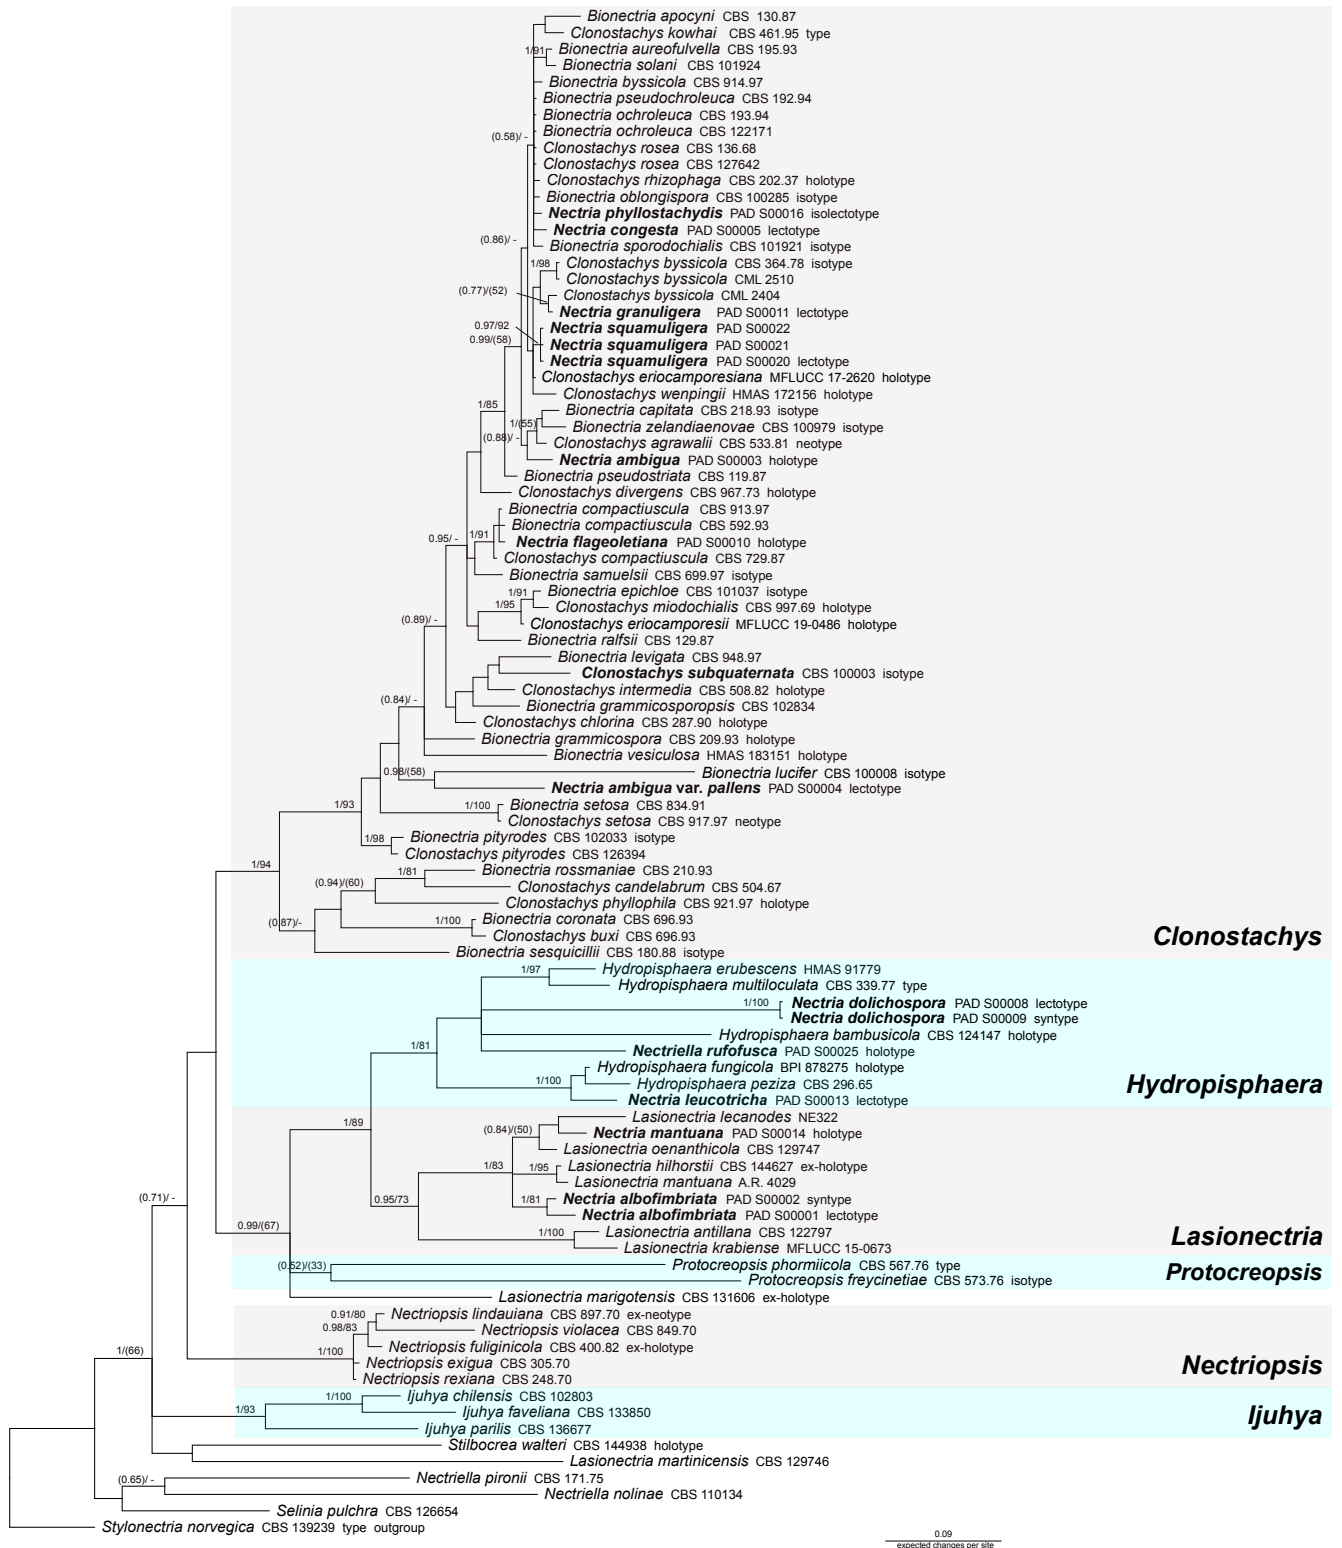 Bionectria apocyni CBS 130.87
Clonostachys kowhai CBS 461.95 type
1/91
Bionectria aureofulvella CBS 195.93
Bionectria solani CBS 101924
Bionectria byssicola CBS 914.97
Bionectria pseudochroleuca CBS 192.94
Bionectria ochroleuca CBS 193.94
Bionectria ochroleuca CBS 122171
(0.58)/ -
Clonostachys rosea CBS 136.68
Clonostachys rosea CBS 127642
Clonostachys rhizophaga CBS 202.37 holotype
Bionectria oblongispora CBS 100285 isotype
Nectria phyllostachydis PAD S00016 isolectotype
Nectria congesta PAD S00005 lectotype
(0.86)/ -
Bionectria sporodochialis CBS 101921 isotype
1/98
Clonostachys byssicola CBS 364.78 isotype
Clonostachys byssicola CML 2510
(0.77)/(52)
Clonostachys byssicola CML 2404
Nectria granuligera PAD S00011 lectotype
0.97/92
Nectria squamuligera PAD S00022
0.99/(58)
Nectria squamuligera PAD S00021
Nectria squamuligera PAD S00020 lectotype
Clonostachys eriocamporesiana MFLUCC 17-2620 holotype
Clonostachys wenpingii HMAS 172156 holotype
1/85
Bionectria capitata CBS 218.93 isotype
1/(55)
Bionectria zelandiaenovae CBS 100979 isotype
(0.88)/ -
Clonostachys agrawalii CBS 533.81 neotype
Nectria ambigua PAD S00003 holotype
Bionectria pseudostriata CBS 119.87
Clonostachys divergens CBS 967.73 holotype
Bionectria compactiuscula CBS 913.97
Bionectria compactiuscula CBS 592.93
0.95/ -
1/91
Nectria flageoletiana PAD S00010 holotype
Clonostachys compactiuscula CBS 729.87
Bionectria samuelsii CBS 699.97 isotype
1/91
Bionectria epichloe CBS 101037 isotype
1/95
Clonostachys miodochialis CBS 997.69 holotype
(0.89)/ -
Clonostachys eriocamporesii MFLUCC 19-0486 holotype
Bionectria ralfsii CBS 129.87
Bionectria levigata CBS 948.97
Clonostachys subquaternata CBS 100003 isotype
Clonostachys intermedia CBS 508.82 holotype
(0.84)/ -
Bionectria grammicosporopsis CBS 102834
Clonostachys chlorina CBS 287.90 holotype
Bionectria grammicospora CBS 209.93 holotype
Bionectria vesiculosa HMAS 183151 holotype
0.98/(58)
Bionectria lucifer CBS 100008 isotype
Nectria ambigua var. pallens PAD S00004 lectotype
1/93
1/100
Bionectria setosa CBS 834.91
Clonostachys setosa CBS 917.97 neotype
1/98
Bionectria pityrodes CBS 102033 isotype
Clonostachys pityrodes CBS 126394
1/94
1/81
Bionectria rossmaniae CBS 210.93
(0.94)/(60)
Clonostachys candelabrum CBS 504.67
Clonostachys phyllophila CBS 921.97 holotype
(0.87)/-
1/100
Bionectria coronata CBS 696.93
Clonostachys buxi CBS 696.93
Clonostachys
Bionectria sesquicillii CBS 180.88 isotype
1/97
Hydropisphaera erubescens HMAS 91779
Hydropisphaera multiloculata CBS 339.77 type
1/100
Nectria dolichospora PAD S00008 lectotype
Nectria dolichospora PAD S00009 syntype
Hydropisphaera bambusicola CBS 124147 holotype
1/81
Nectriella rufofusca PAD S00025 holotype
Hydropisphaera fungicola BPI 878275 holotype
1/100
Hydropisphaera peziza CBS 296.65
Hydropisphaera
Nectria leucotricha PAD S00013 lectotype
1/89
Lasionectria lecanodes NE322
(0.84)/(50)
Nectria mantuana PAD S00014 holotype
Lasionectria oenanthicola CBS 129747
1/83
1/95
Lasionectria hilhorstii CBS 144627 ex-holotype
Lasionectria mantuana A.R. 4029
(0.71)/ -
0.95/73
1/81
Nectria albofimbriata PAD S00002 syntype
Nectria albofimbriata PAD S00001 lectotype
0.99/(67)
1/100
Lasionectria antillana CBS 122797
Lasionectria
Lasionectria krabiense MFLUCC 15-0673
(0.52)/(33)
Protocreopsis phormiicola CBS 567.76 type
Protocreopsis
Protocreopsis freycinetiae CBS 573.76 isotype
Lasionectria marigotensis CBS 131606 ex-holotype
0.91/80
Nectriopsis lindauiana CBS 897.70 ex-neotype
0.98/83
Nectriopsis violacea CBS 849.70
1/(66)
1/100
Nectriopsis fuliginicola CBS 400.82 ex-holotype
Nectriopsis exigua CBS 305.70
Nectriopsis
Nectriopsis rexiana CBS 248.70
1/100
Ijuhya chilensis CBS 102803
1/93
Ijuhya faveliana CBS 133850
Ijuhya
Ijuhya parilis CBS 136677
Stilbocrea walteri CBS 144938 holotype
Lasionectria martinicensis CBS 129746
(0.65)/ -
Nectriella pironii CBS 171.75
Nectriella nolinae CBS 110134
Selinia pulchra CBS 126654
Stylonectria norvegica CBS 139239 type outgroup
0.09
expected changes per site